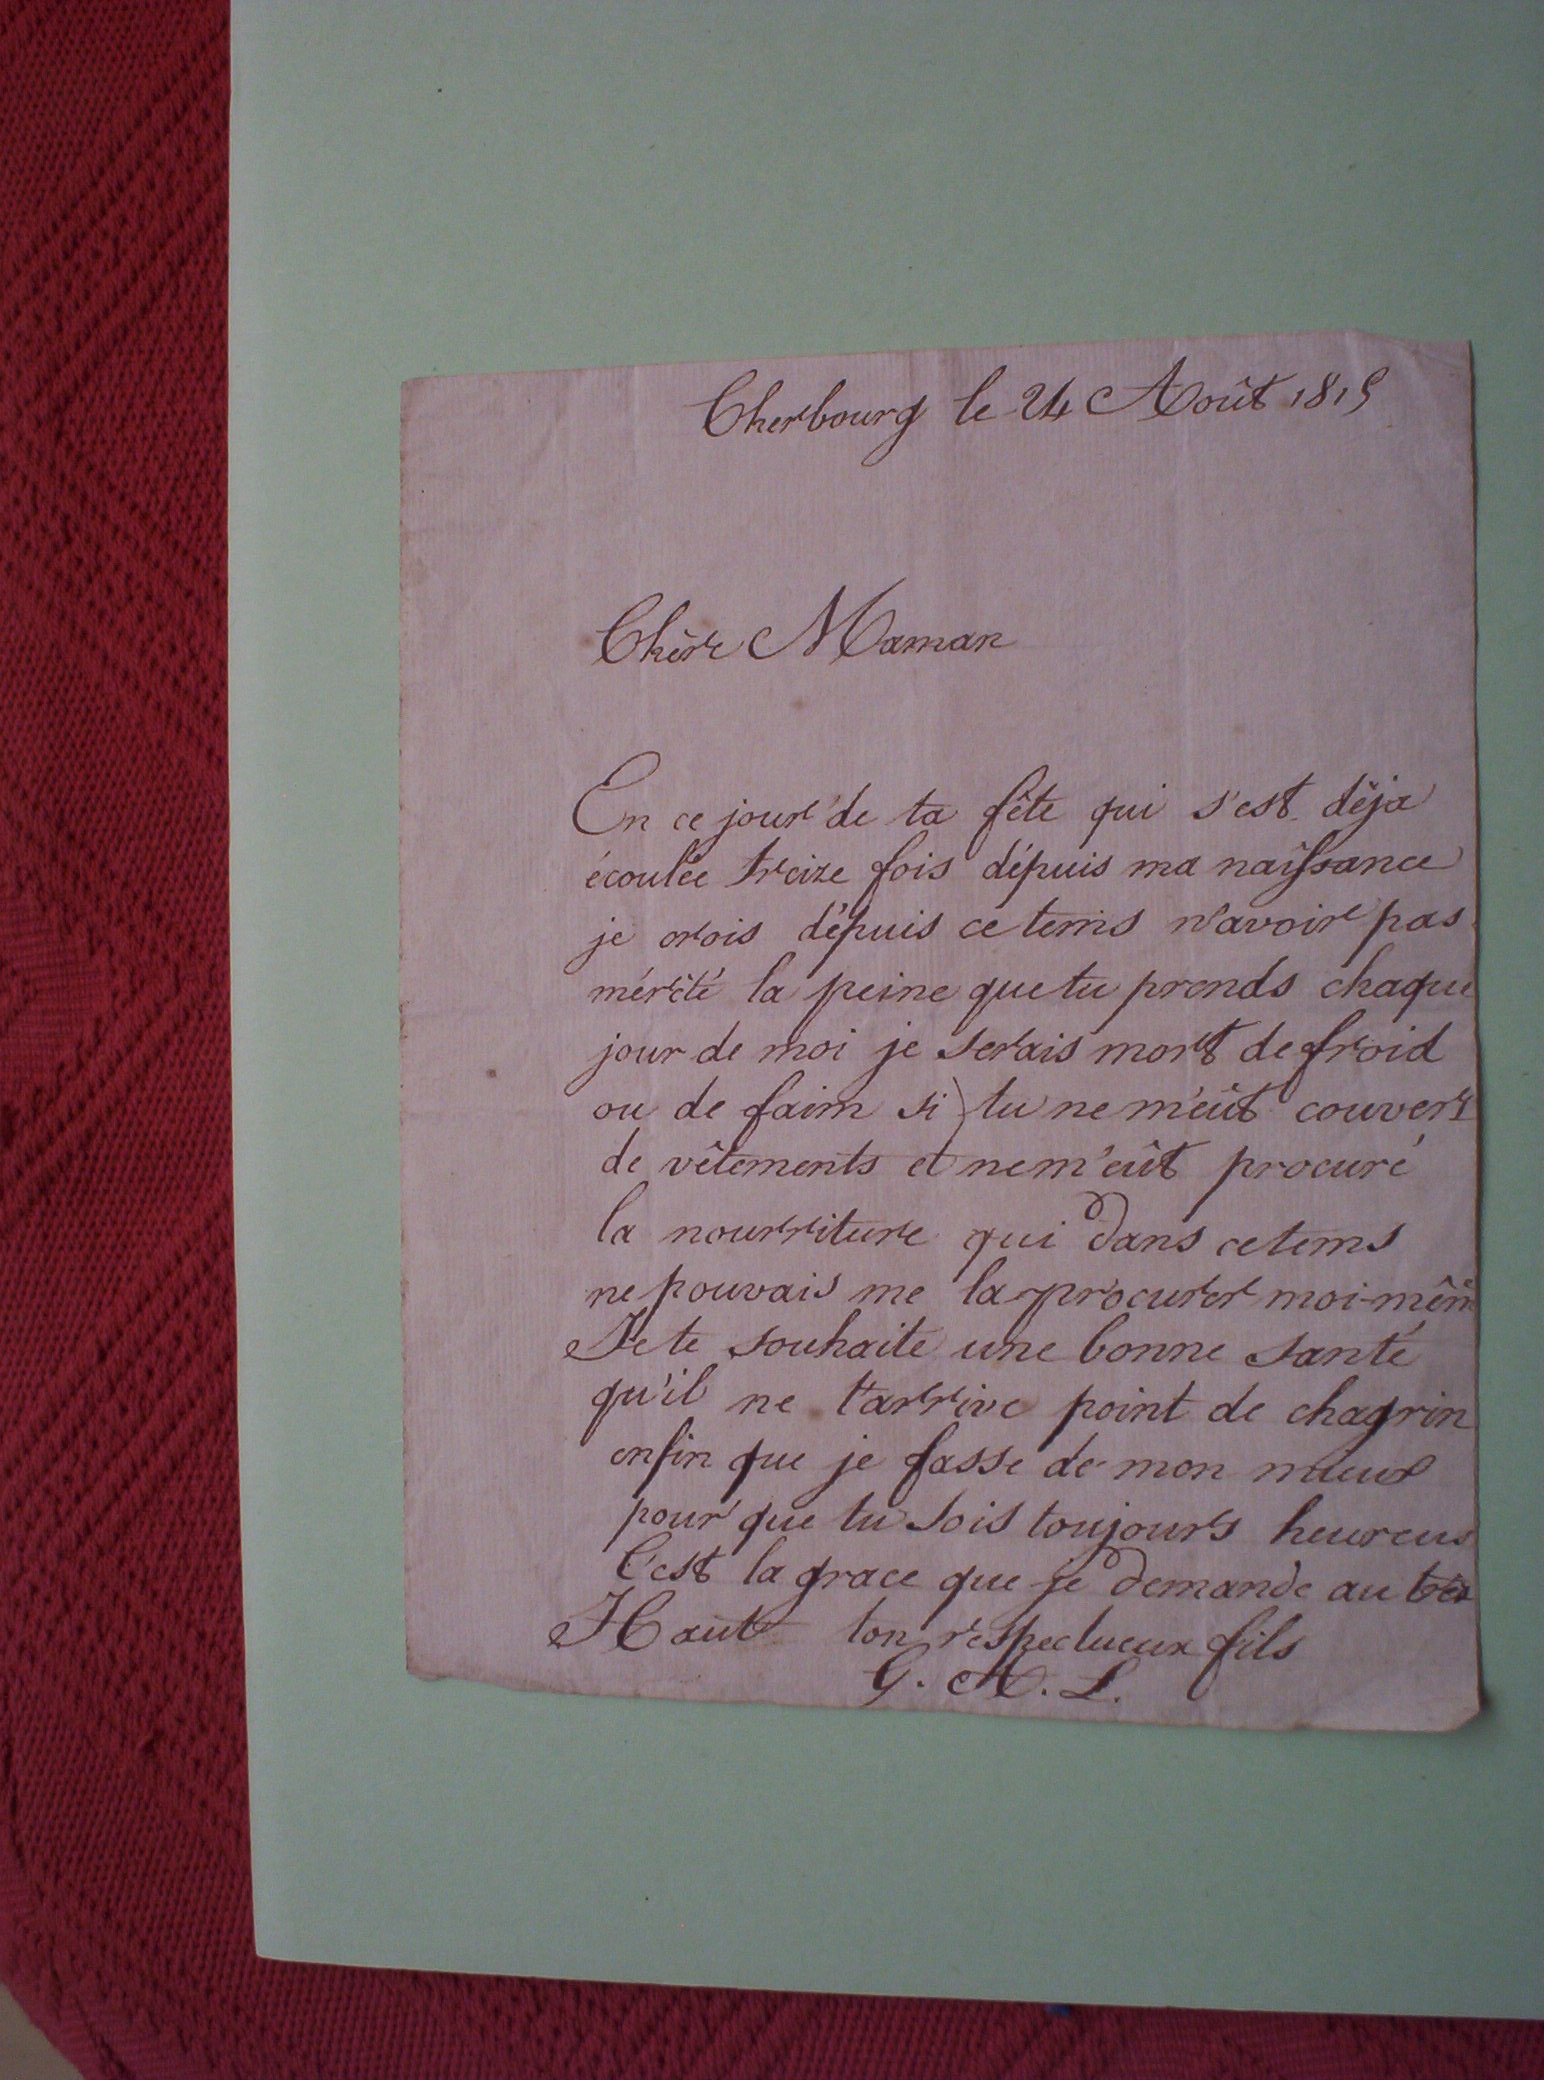 Cherbourg le 24 Août 1815
Chère Maman
En ce jour de ta fête qui s'est déja
écoulée treize fois dépuis ma naissance
je crois dépuis ce tems n'avoir pas
mérité la peine que tu prends chaque
jour de moi je serais mort de froid
ou de faim si tu ne m'eût couvert
de vêtements et ne m'eût procuré
la nourriture qui dans ce tems
ne pouvais me la procurer moi-mêm
Je te souhaite une bonne santé
qu'il ne t'arrive point de chagrin
enfin que je fasse de mon mieux
pour que tu sois toujours heureus
C'est la grace que je demande au très
Haut ton respectueux fils
G. A. L.